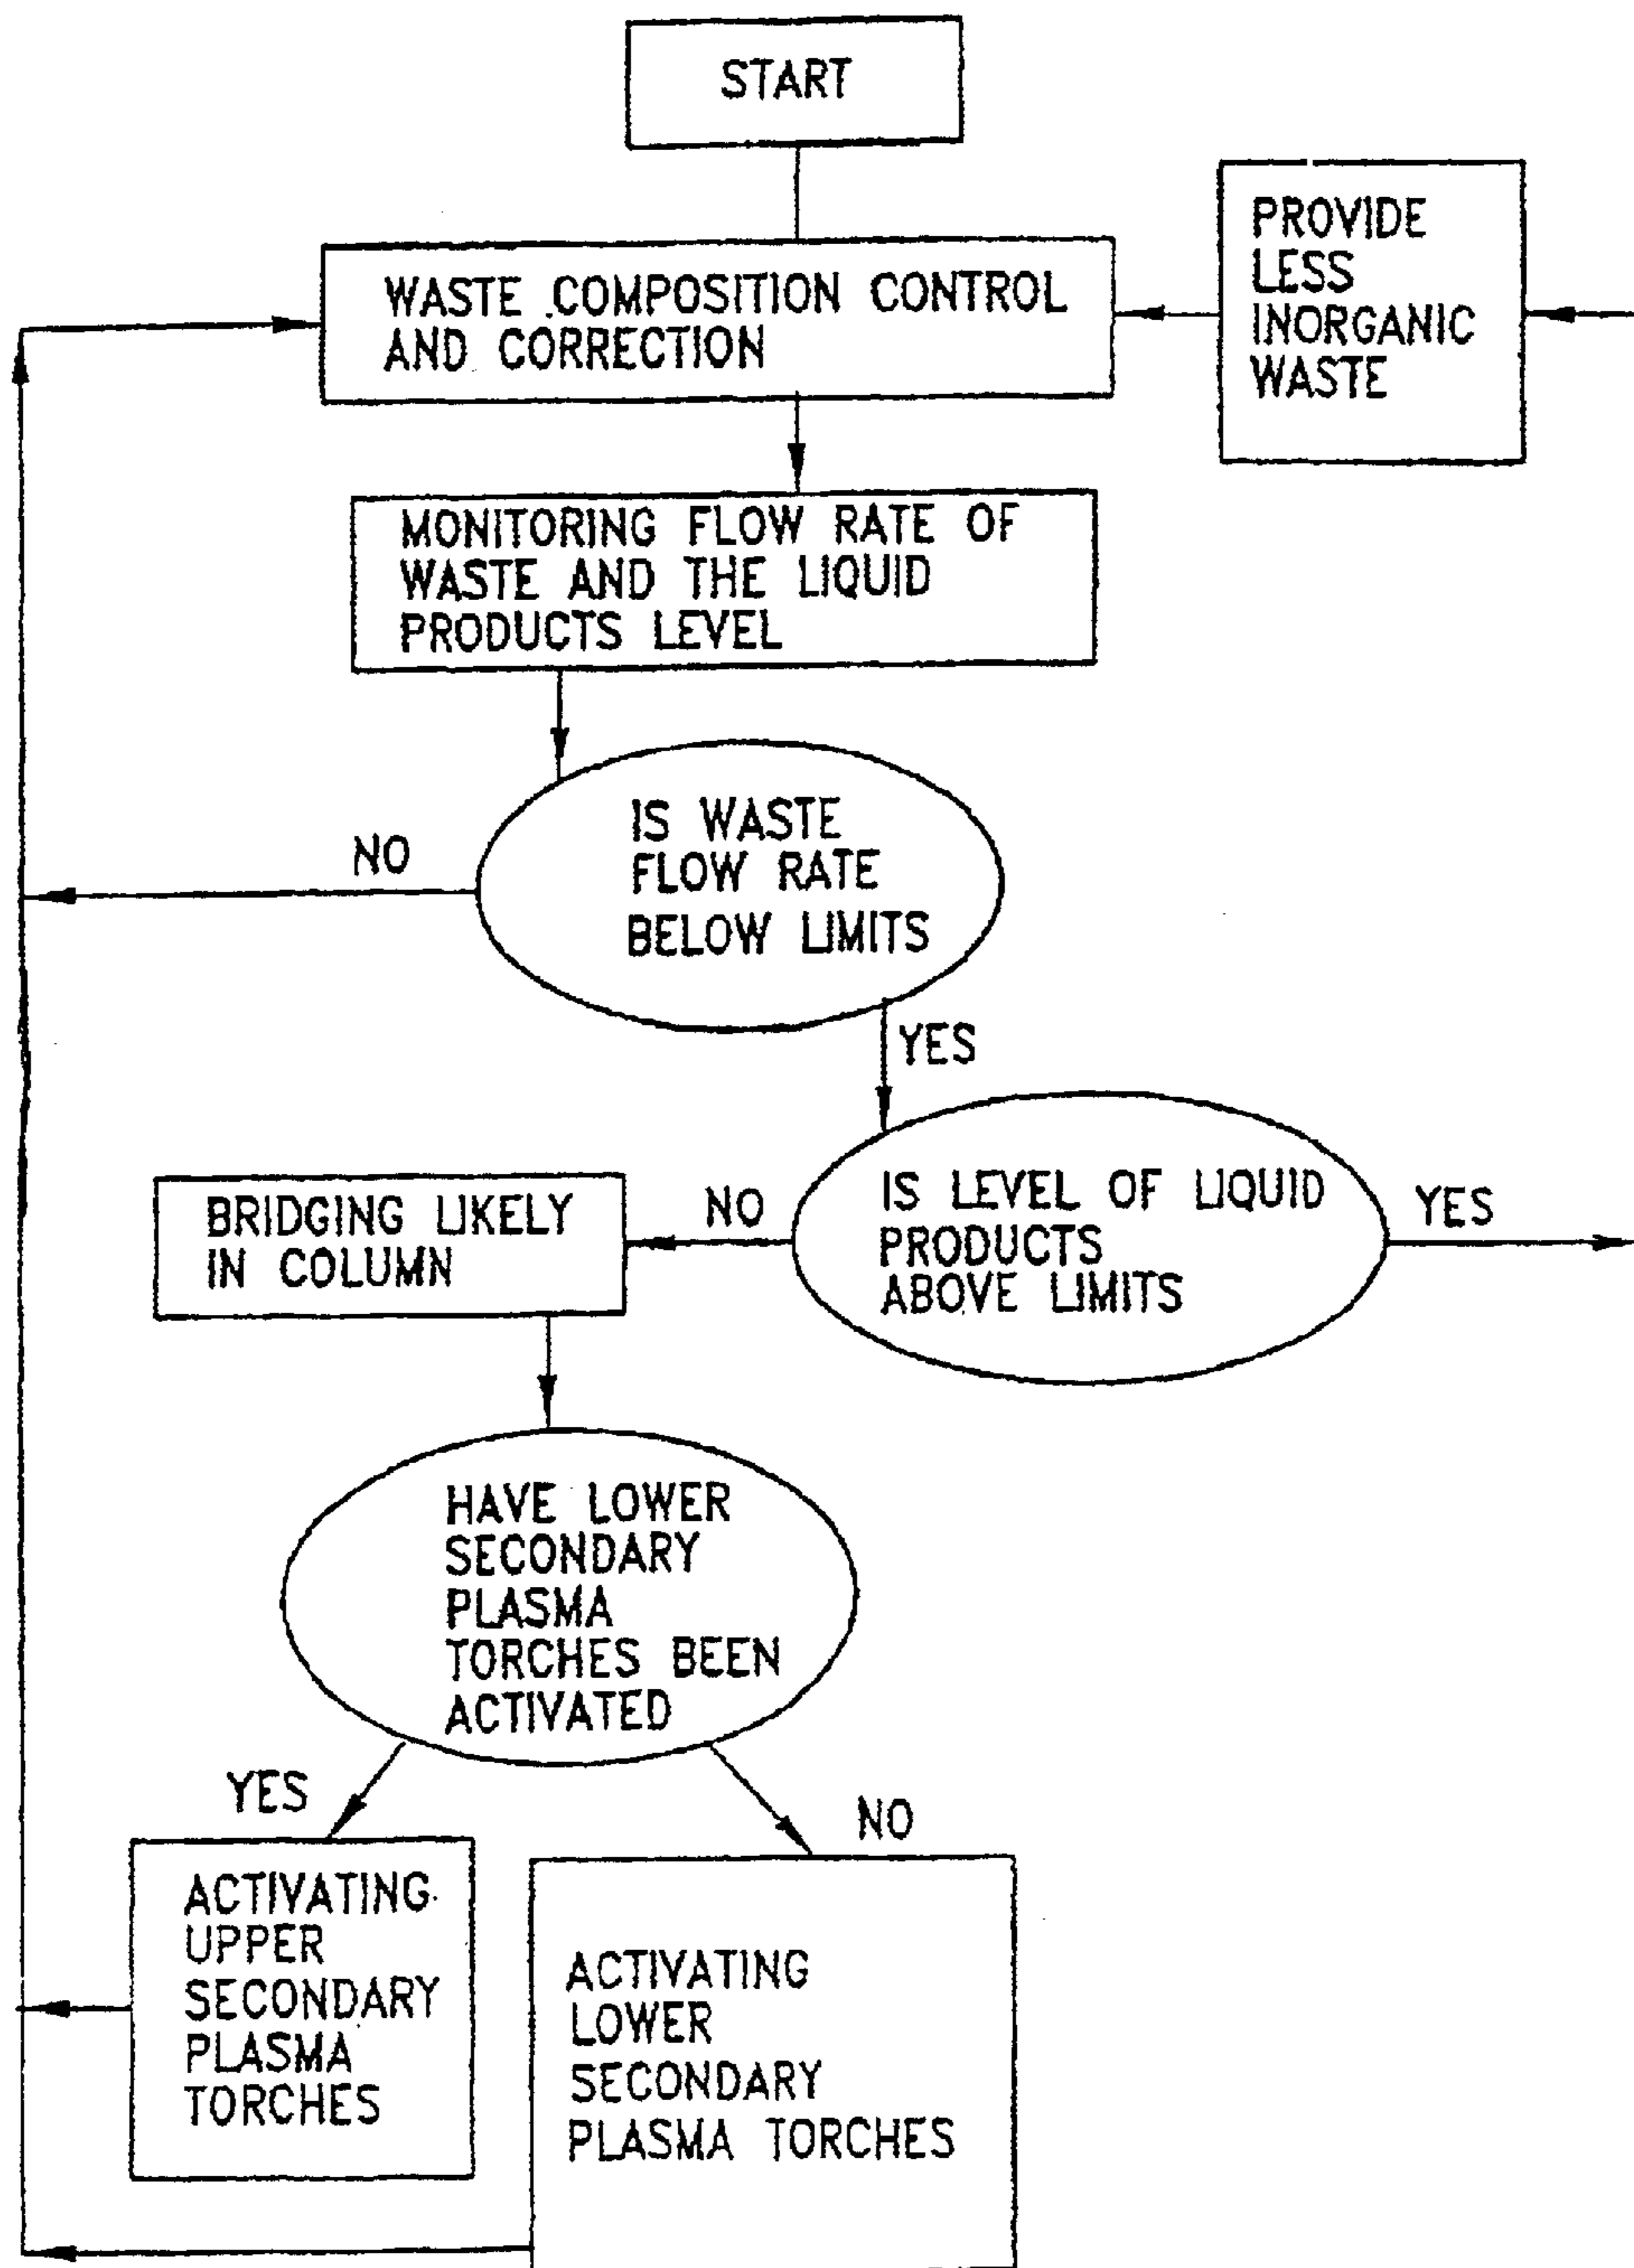 START
PROVIDE
LESS
INORGANIC
WASTE
WASTE COMPOSITION CONTROL
AND CORRECTION
MONITORING FLOW RATE OF
WASTE AND THE LIQUID
PRODUCTS LEVEL
IS WASTE
FLOW RATE
BELOW LIMITS
NO
YES
IS LEVEL OF LIQUID
PRODUCTS
ABOVE LIMITS
NO
YES
BRIDGING LIKELY
IN COLUMN
HAVE LOWER
SECONDARY
PLASMA
TORCHES BEEN
ACTIVATED
YES
NO
ACTIVATING
UPPER
SECONDARY
PLASMA
TORCHES
ACTIVATING
LOWER
SECONDARY
PLASMA TORCHES